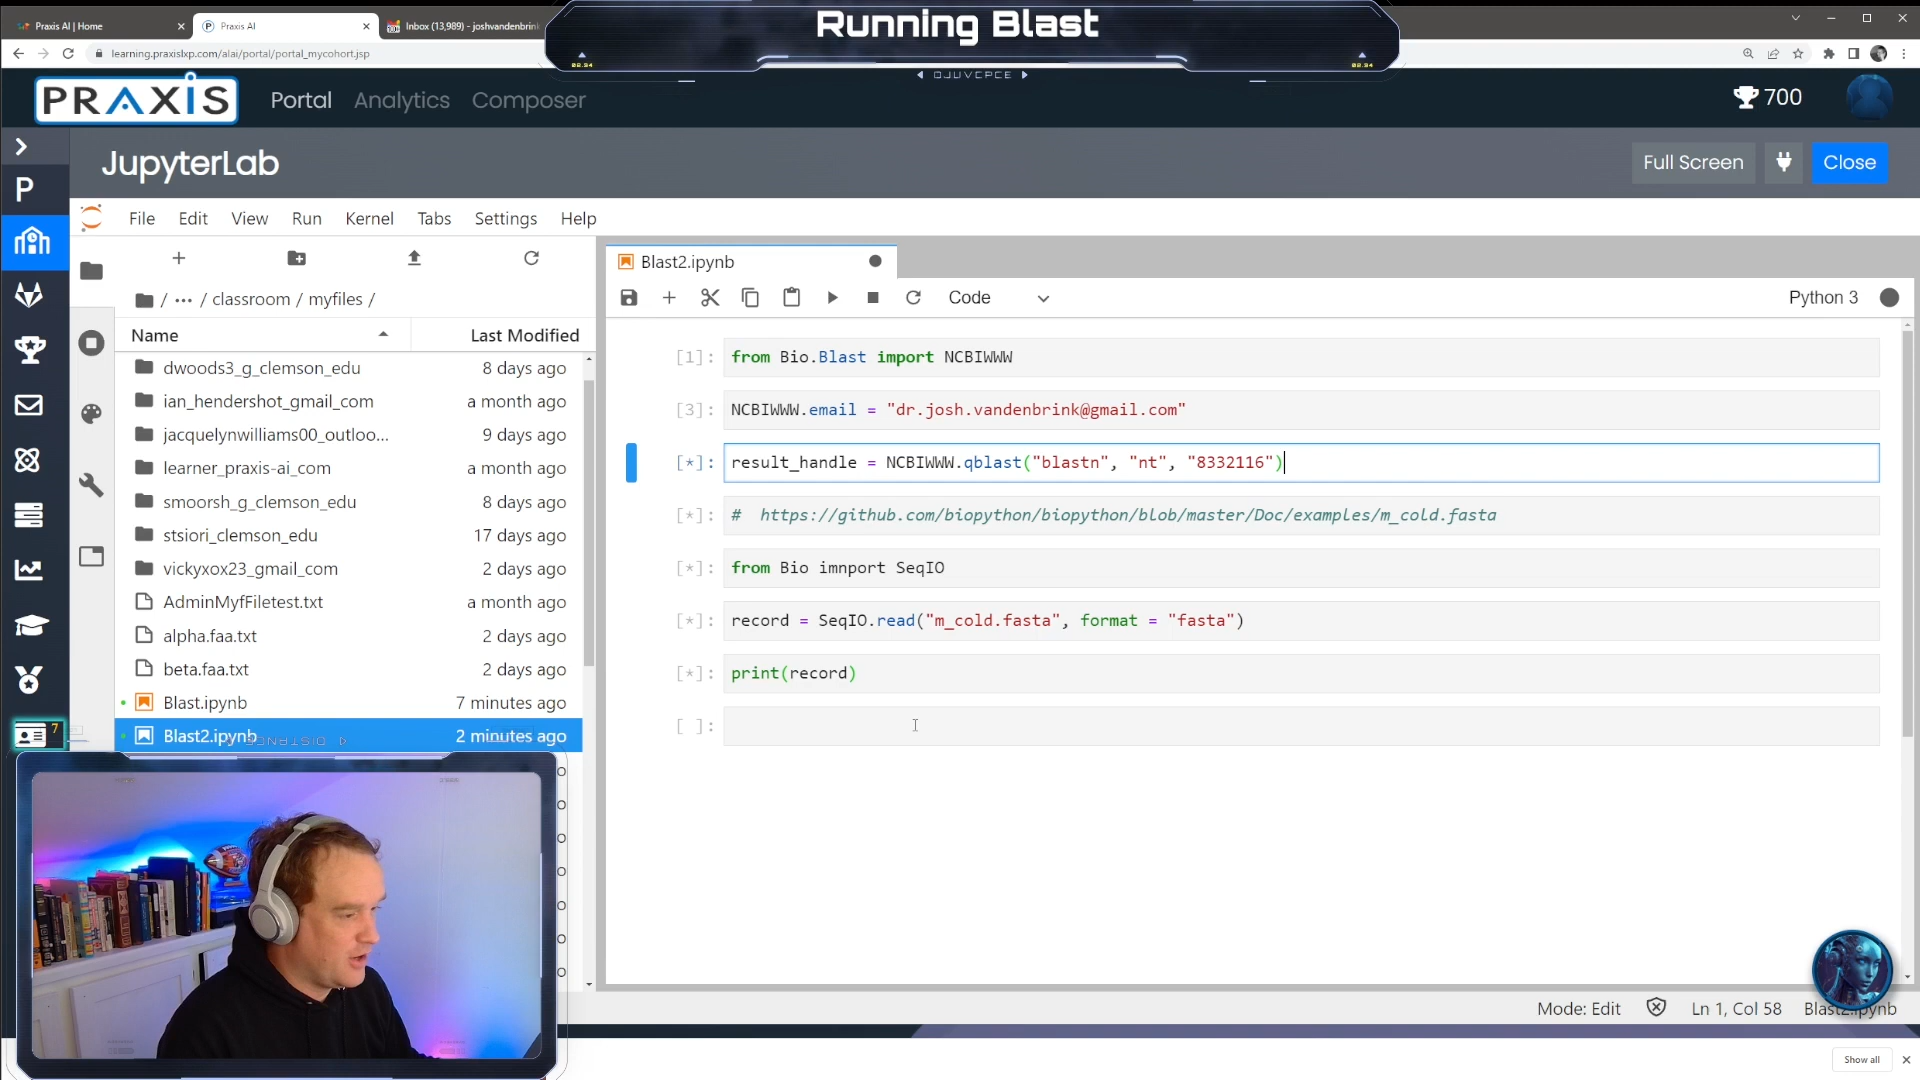 Running Blast
Praxis AI | Home
Praxis AI
Inbox (13,989) - joshvandenbrink
learning.praxislxp.com/alai/portal/portal_mycohort.jsp
PRAXIS
Portal
Analytics
Composer
700
JupyterLab
Full Screen
Close
P
File
Edit
View
Run
Kernel
Tabs
Settings
Help
Blast2.ipynb
/ ... / classroom / myfiles /
Code
Python 3
Name
Last Modified
dwoods3_g_clemson_edu
8 days ago
ian_hendershot_gmail_com
a month ago
jacquelynwilliams00_outloo...
9 days ago
learner_praxis-ai_com
a month ago
smoorsh_g_clemson_edu
8 days ago
stsiori_clemson_edu
17 days ago
vickyxox23_gmail_com
2 days ago
AdminMyfFiletest.txt
a month ago
alpha.faa.txt
2 days ago
beta.faa.txt
2 days ago
Blast.ipynb
7 minutes ago
Blast2.ipynb
2 minutes ago
7
[1]: from Bio.Blast import NCBIWWW
[3]: NCBIWWW.email = "dr.josh.vandenbrink@gmail.com"
[*]: result_handle = NCBIWWW.qblast("blastn", "nt", "8332116")
[*]: # https://github.com/biopython/biopython/blob/master/Doc/examples/m_cold.fasta
[*]: from Bio imnport SeqIO
[*]: record = SeqIO.read("m_cold.fasta", format = "fasta")
[*]: print(record)
[ ]:
Mode: Edit
Ln 1, Col 58
Blast2.ipynb
Show all